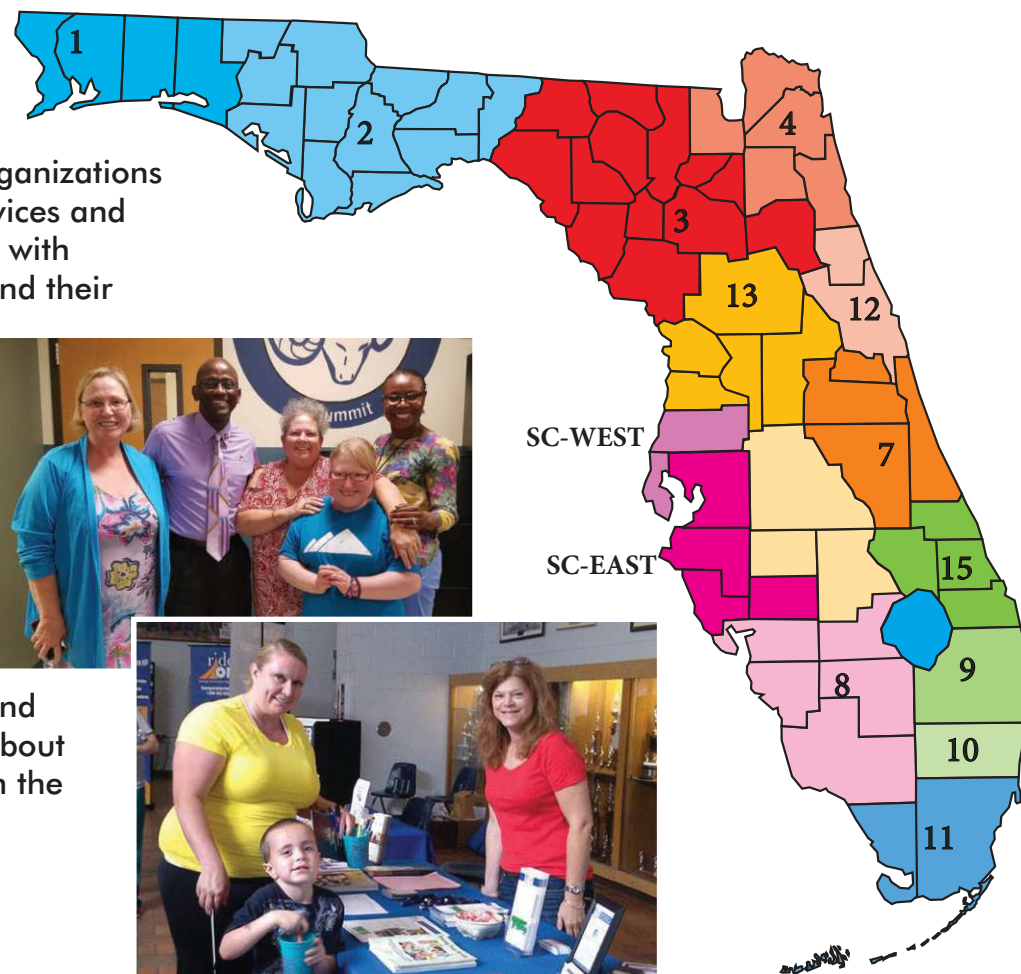 1
2
3
4
ganizations
vices and
with
nd their
13
12
ummit
SC-WEST
7
SC-EAST
15
nd
bout
n the
8
9
10
11